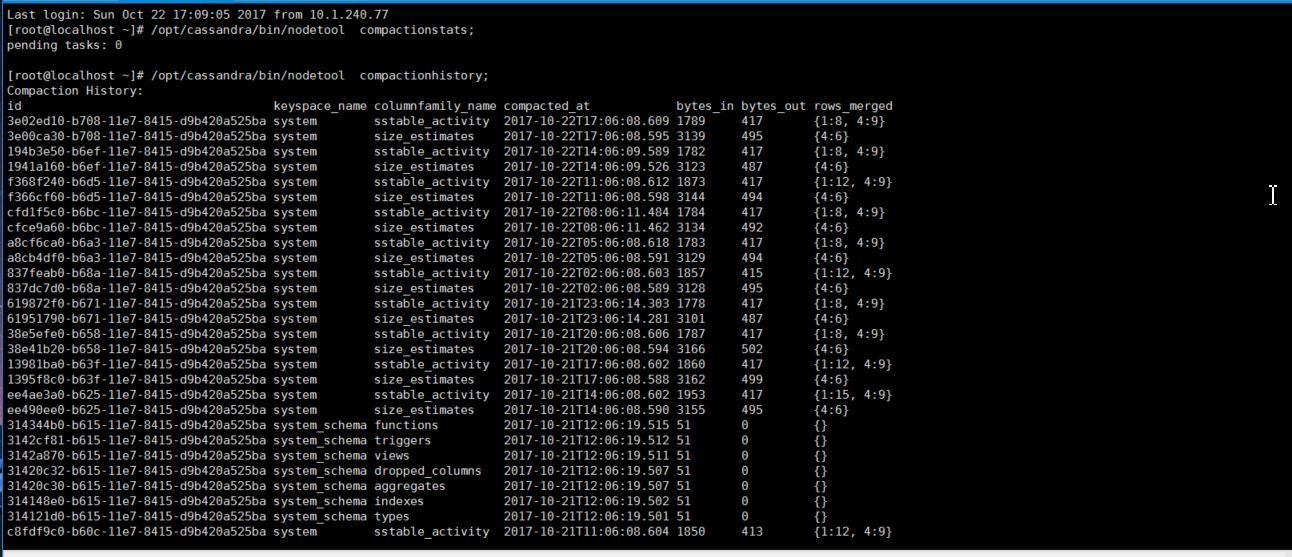 Last login: Sun Oct 22 17:09:05 2017 from 10.1.240.77
[root@localhost ~]# /opt/cassandra/bin/nodetool  compactionstats;
pending tasks: 0
[root@localhost ~]# /opt/cassandra/bin/nodetool  compactionhistory;
Compaction History:
id keyspace_name columnfamily_name compacted_at bytes_in bytes_out rows_merged
3e02ed10-b708-11e7-8415-d9b420a525ba system sstable_activity 2017-10-22T17:06:08.609 1789 417 {1:8, 4:9}
3e00ca30-b708-11e7-8415-d9b420a525ba system size_estimates 2017-10-22T17:06:08.595 3139 495 {4:6}
194b3e50-b6ef-11e7-8415-d9b420a525ba system sstable_activity 2017-10-22T14:06:09.589 1782 417 {1:8, 4:9}
1941a160-b6ef-11e7-8415-d9b420a525ba system size_estimates 2017-10-22T14:06:09.526 3123 487 {4:6}
f368f240-b6d5-11e7-8415-d9b420a525ba system sstable_activity 2017-10-22T11:06:08.612 1873 417 {1:12, 4:9}
f366cf60-b6d5-11e7-8415-d9b420a525ba system size_estimates 2017-10-22T11:06:08.598 3144 494 {4:6}
cfd1f5c0-b6bc-11e7-8415-d9b420a525ba system sstable_activity 2017-10-22T08:06:11.484 1784 417 {1:8, 4:9}
cfce9a60-b6bc-11e7-8415-d9b420a525ba system size_estimates 2017-10-22T08:06:11.462 3134 492 {4:6}
a8cf6ca0-b6a3-11e7-8415-d9b420a525ba system sstable_activity 2017-10-22T05:06:08.618 1783 417 {1:8, 4:9}
a8cb4df0-b6a3-11e7-8415-d9b420a525ba system size_estimates 2017-10-22T05:06:08.591 3129 494 {4:6}
837feab0-b68a-11e7-8415-d9b420a525ba system sstable_activity 2017-10-22T02:06:08.603 1857 415 {1:12, 4:9}
837dc7d0-b68a-11e7-8415-d9b420a525ba system size_estimates 2017-10-22T02:06:08.589 3128 495 {4:6}
619872f0-b671-11e7-8415-d9b420a525ba system sstable_activity 2017-10-21T23:06:14.303 1778 417 {1:8, 4:9}
61951790-b671-11e7-8415-d9b420a525ba system size_estimates 2017-10-21T23:06:14.281 3101 487 {4:6}
38e5efe0-b658-11e7-8415-d9b420a525ba system sstable_activity 2017-10-21T20:06:08.606 1787 417 {1:8, 4:9}
38e41b20-b658-11e7-8415-d9b420a525ba system size_estimates 2017-10-21T20:06:08.594 3166 502 {4:6}
13981ba0-b63f-11e7-8415-d9b420a525ba system sstable_activity 2017-10-21T17:06:08.602 1860 417 {1:12, 4:9}
1395f8c0-b63f-11e7-8415-d9b420a525ba system size_estimates 2017-10-21T17:06:08.588 3162 499 {4:6}
ee4ae3a0-b625-11e7-8415-d9b420a525ba system sstable_activity 2017-10-21T14:06:08.602 1953 417 {1:15, 4:9}
ee490ee0-b625-11e7-8415-d9b420a525ba system size_estimates 2017-10-21T14:06:08.590 3155 495 {4:6}
314344b0-b615-11e7-8415-d9b420a525ba system_schema functions 2017-10-21T12:06:19.515 51 0 {}
3142cf81-b615-11e7-8415-d9b420a525ba system_schema triggers 2017-10-21T12:06:19.512 51 0 {}
3142a870-b615-11e7-8415-d9b420a525ba system_schema views 2017-10-21T12:06:19.511 51 0 {}
31420c32-b615-11e7-8415-d9b420a525ba system_schema dropped_columns 2017-10-21T12:06:19.507 51 0 {}
31420c30-b615-11e7-8415-d9b420a525ba system_schema aggregates 2017-10-21T12:06:19.507 51 0 {}
314148e0-b615-11e7-8415-d9b420a525ba system_schema indexes 2017-10-21T12:06:19.502 51 0 {}
314121d0-b615-11e7-8415-d9b420a525ba system_schema types 2017-10-21T12:06:19.501 51 0 {}
c8fdf9c0-b60c-11e7-8415-d9b420a525ba system sstable_activity 2017-10-21T11:06:08.604 1850 413 {1:12, 4:9}